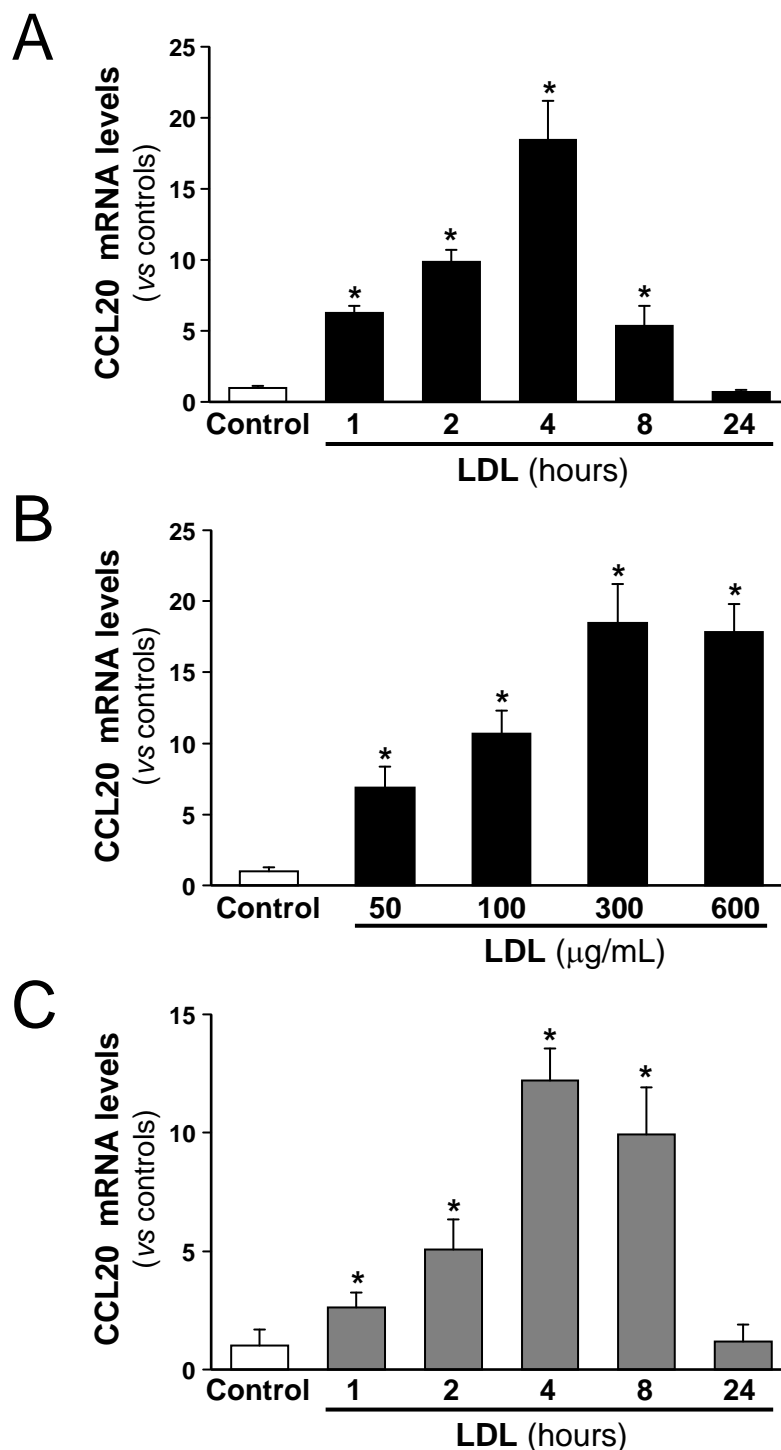 A
CCL20 mRNA levels
(vs controls)
25
20
15
10
5
0
* * * *
Control 1 2 4 8 24
LDL (hours)
B
CCL20 mRNA levels
(vs controls)
25
20
15
10
5
0
* * * *
Control 50 100 300 600
LDL (μg/mL)
C
CCL20 mRNA levels
(vs controls)
15
10
5
0
* * * *
Control 1 2 4 8 24
LDL (hours)